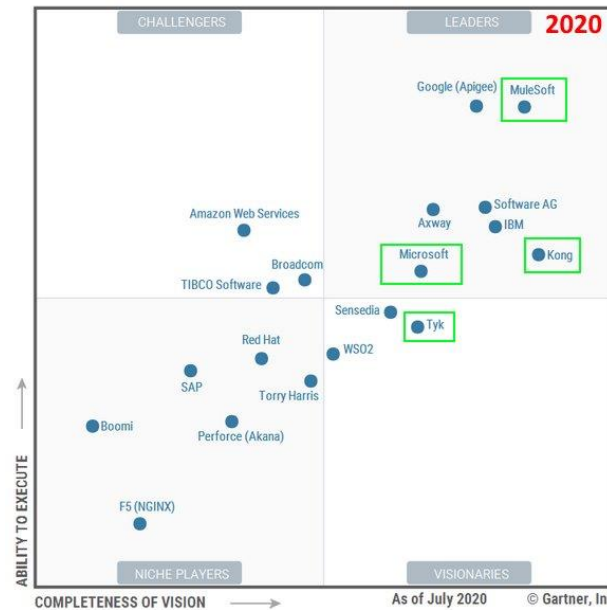 CHALLENGERS
LEADERS
2020
Google (Apigee)
MuleSoft
Amazon Web Services
Software AG
Axway
IBM
Microsoft
Kong
Broadcom
TIBCO Software
Sensedia
Tyk
Red Hat
WSO2
SAP
Torry Harris
Boomi
Perforce (Akana)
F5 (NGINX)
ABILITY TO EXECUTE
NICHE PLAYERS
VISIONARIES
COMPLETENESS OF VISION
As of July 2020
© Gartner, In